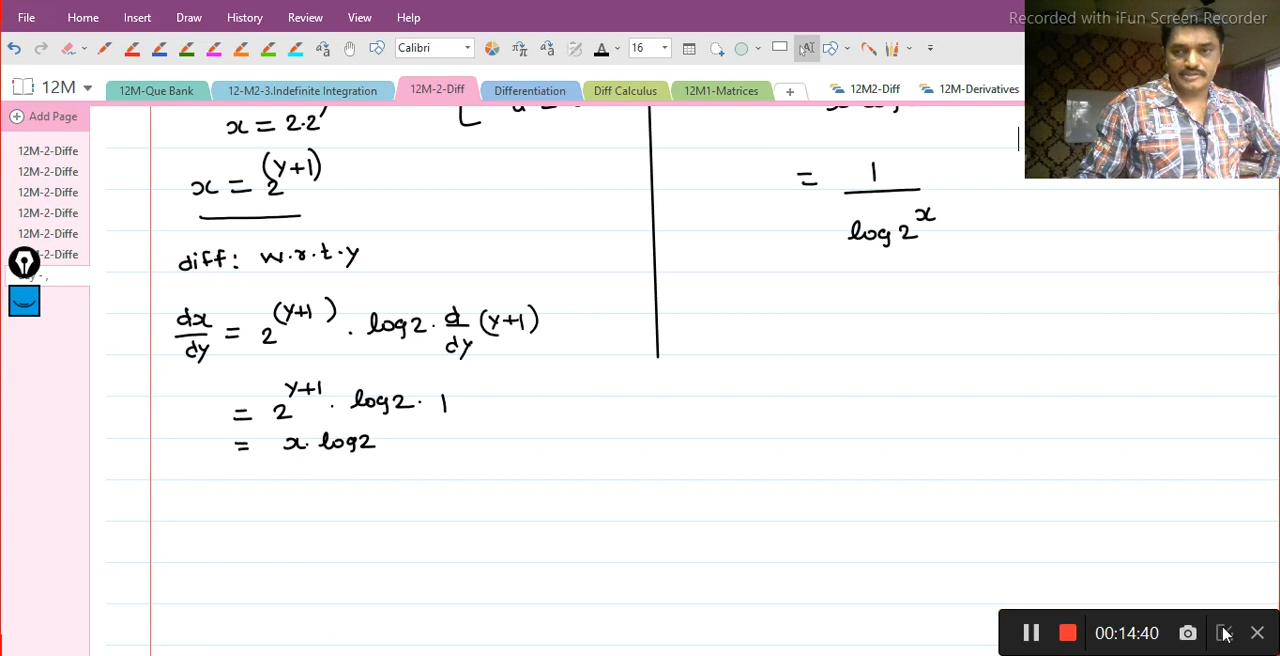 File Home Insert Draw History Review View Help
Recorded with iFun Screen Recorder
Calibri 16
12M 12M-Que Bank 12-M2-3.Indefinite Integration 12M-2-Diff Differentiation Diff Calculus 12M1-Matrices + 12M2-Diff 12M-Derivatives
Add Page
12M-2-Diffe
12M-2-Diffe
12M-2-Diffe
12M-2-Diffe
12M-2-Diffe
-2-Diffe
x = 2.2
x = 2^(y+1)
diff: w.r.t.y
dx/dy = 2^(y+1) . log2 . d/dy (y+1)
= 2^y+1 . log2 . 1
= x. log2
= 1/log2^x
00:14:40